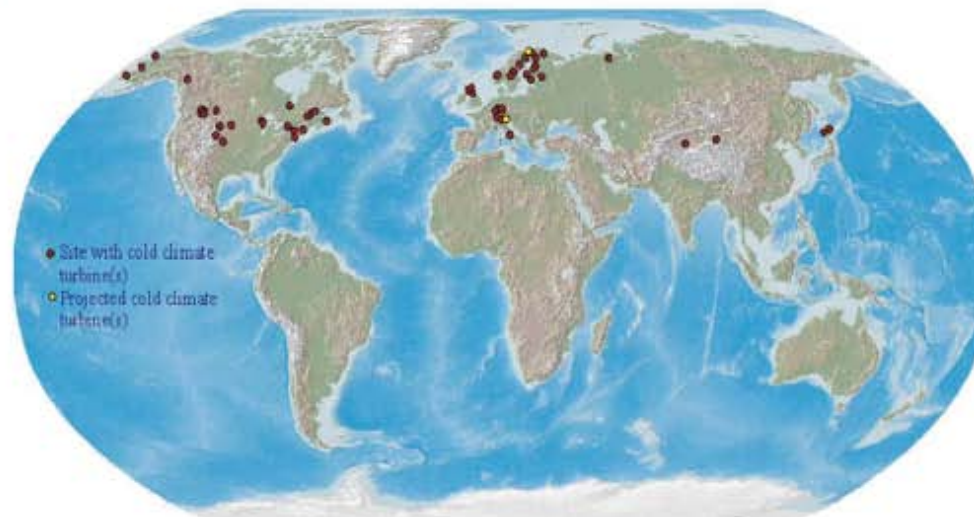 Site with cold climate
turbine(s)
Projected cold climate
turbine(s)